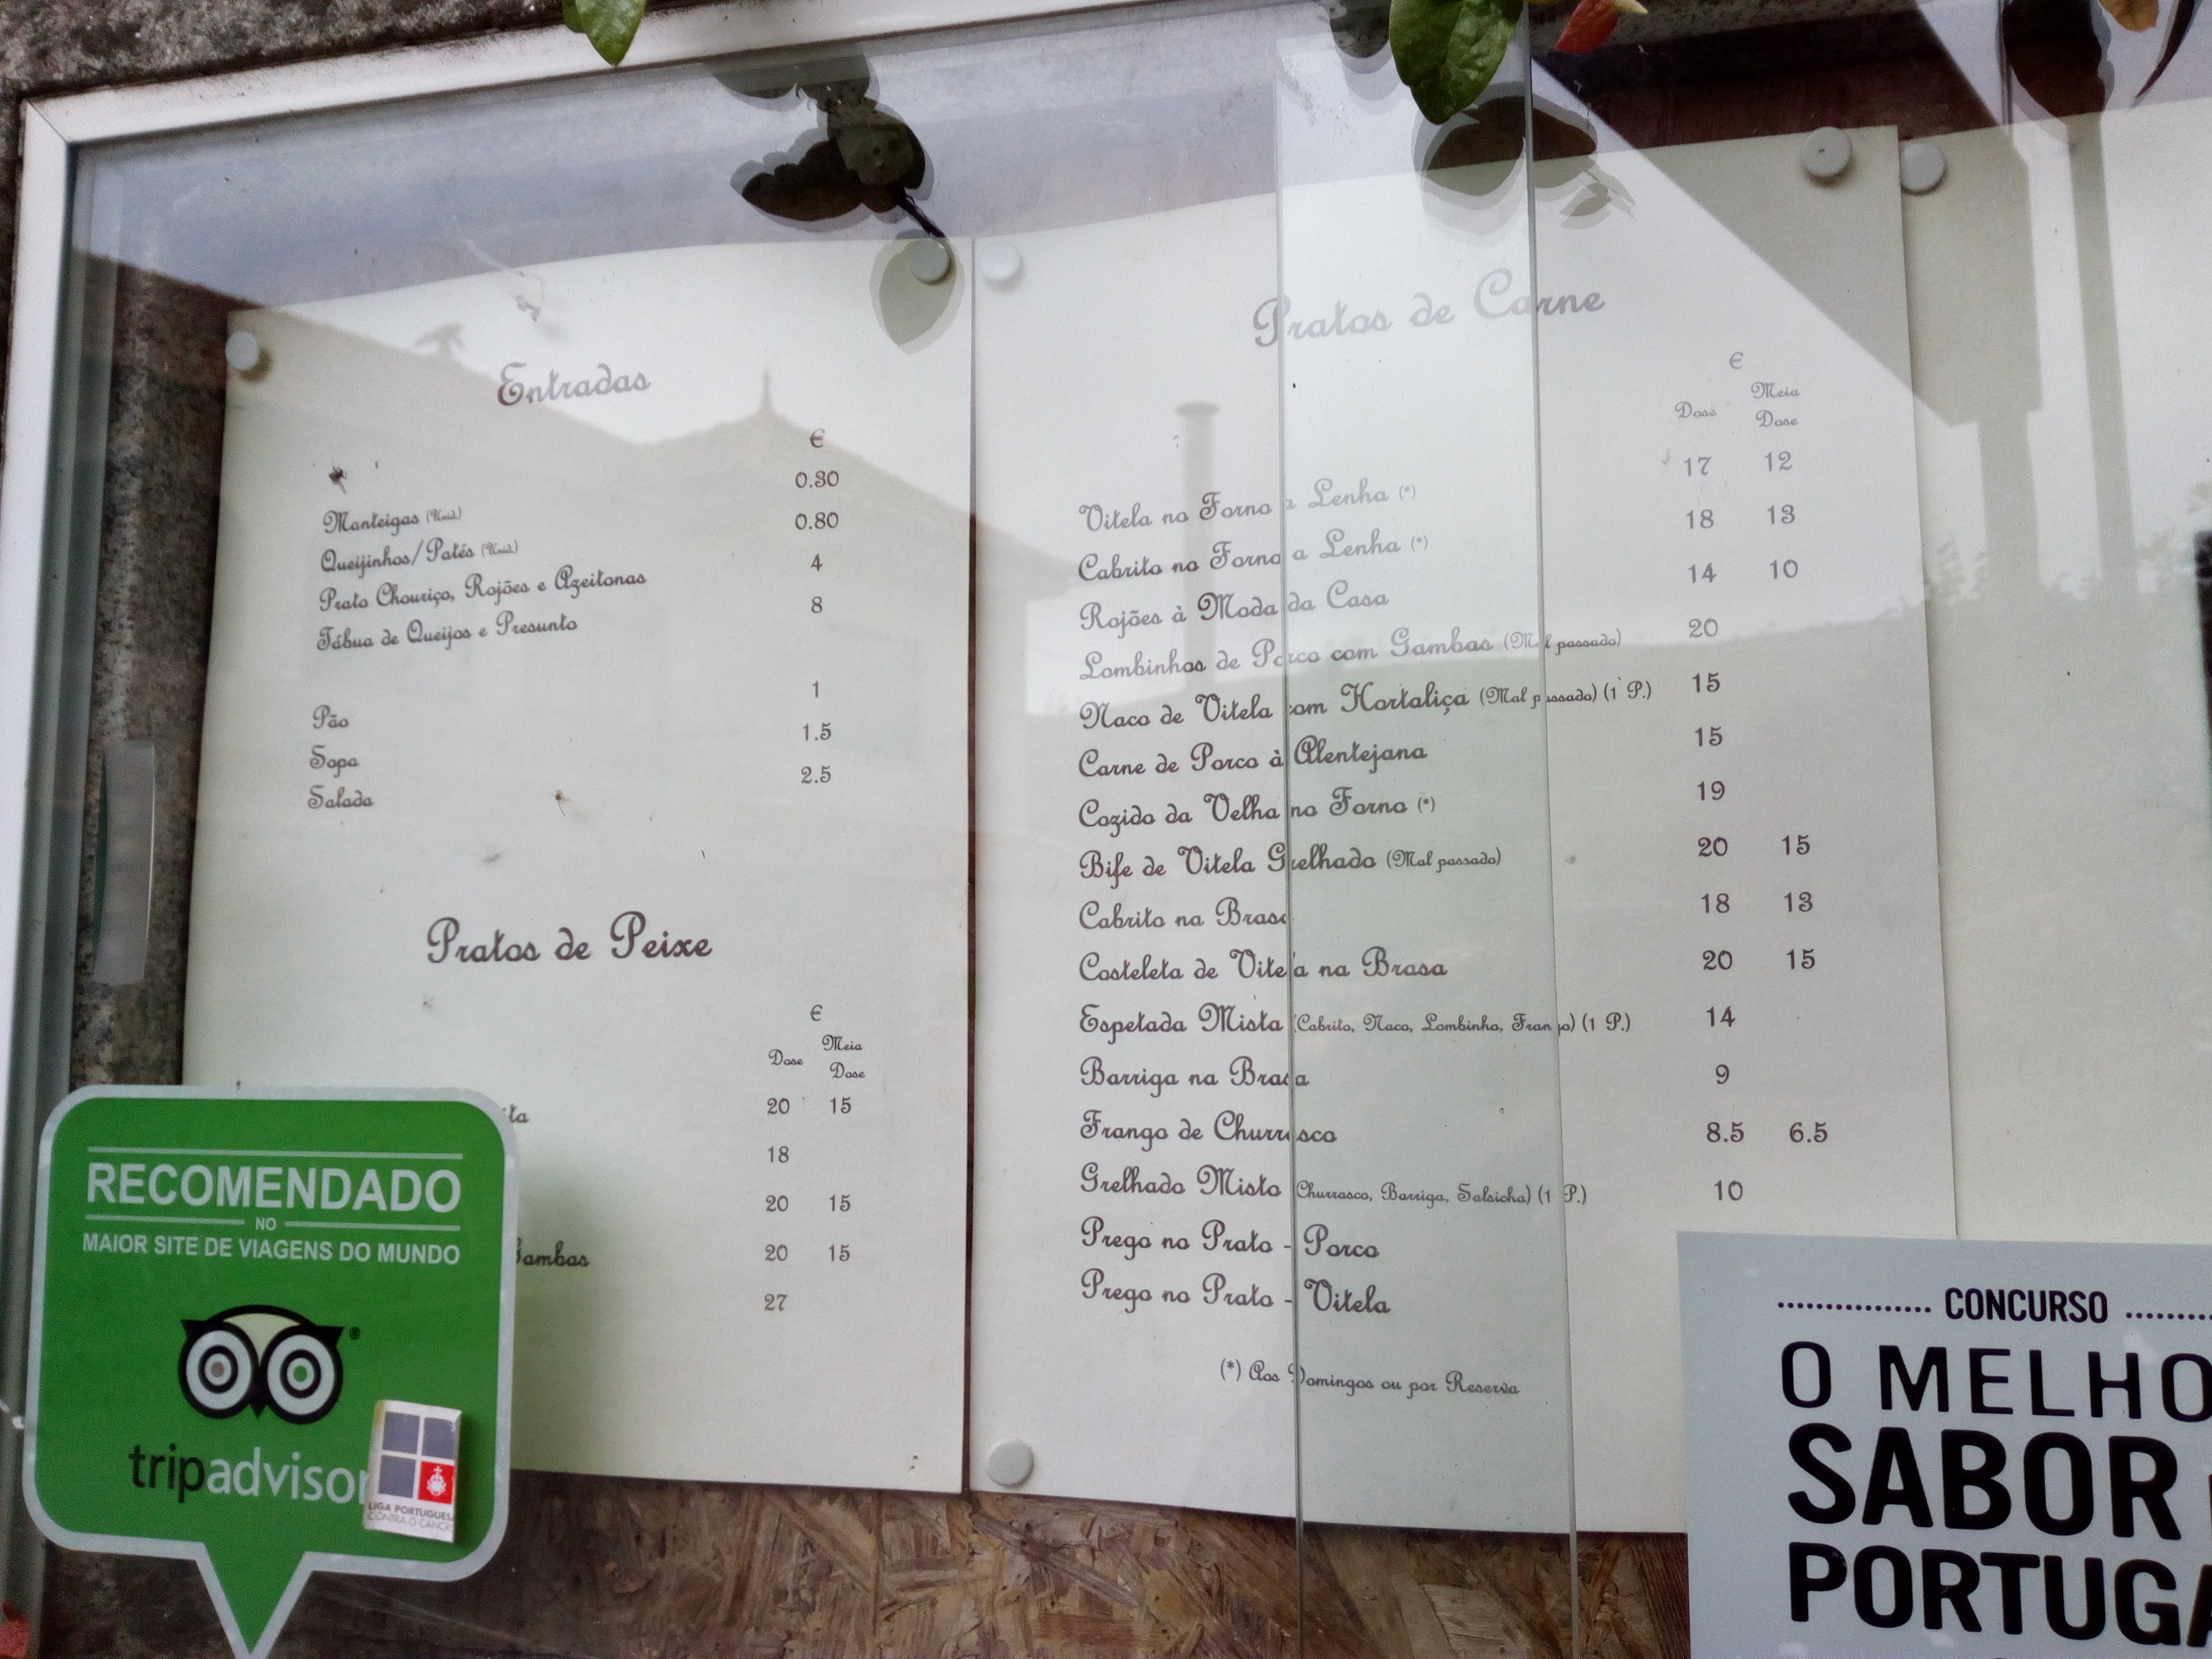 Entradas
€
Manteigas (Unid.) 0.30
Queijinhos/Patés (Unid.) 0.80
Prato Chouriço, Rojões e Azeitonas 4
Tábua de Queijos e Presunto 8
Pão 1
Sopa 1.5
Salada 2.5
Pratos de Peixe
€
Dose Meia Dose
20 15
18
20 15
Gambas 20 15
27
Pratos de Carne
€
Dose Meia Dose
Vitela no Forno a Lenha (*) 17 12
Cabrito no Forno a Lenha (*) 18 13
Rojões à Moda da Casa 14 10
Lombinhos de Porco com Gambas (Mal passado) 20
Naco de Vitela com Hortaliça (Mal passado) (1 P.) 15
Carne de Porco à Alentejana 15
Cozido da Velha no Forno (*) 19
Bife de Vitela Grelhado (Mal passado) 20 15
Cabrito na Brasa 18 13
Costeleta de Vitela na Brasa 20 15
Espetada Mista (Cabrito, Naco, Lombinho, Frango) (1 P.) 14
Barriga na Brasa 9
Frango de Churrasco 8.5 6.5
Grelhado Misto (Churrasco, Barriga, Salsicha) (1 P.) 10
Prego no Prato - Porco
Prego no Prato - Vitela
(*) Aos Domingos ou por Reserva
RECOMENDADO
NO
MAIOR SITE DE VIAGENS DO MUNDO
tripadvisor
LIGA PORTUGUESA
CONTRA O CANCRO
CONCURSO
O MELHO
SABOR
PORTUGA